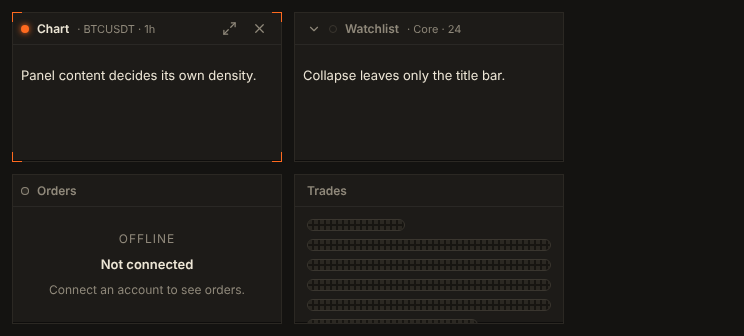 Chart · BTCUSDT · 1h
Panel content decides its own density.
Watchlist · Core · 24
Collapse leaves only the title bar.
Orders
OFFLINE
Not connected
Connect an account to see orders.
Trades